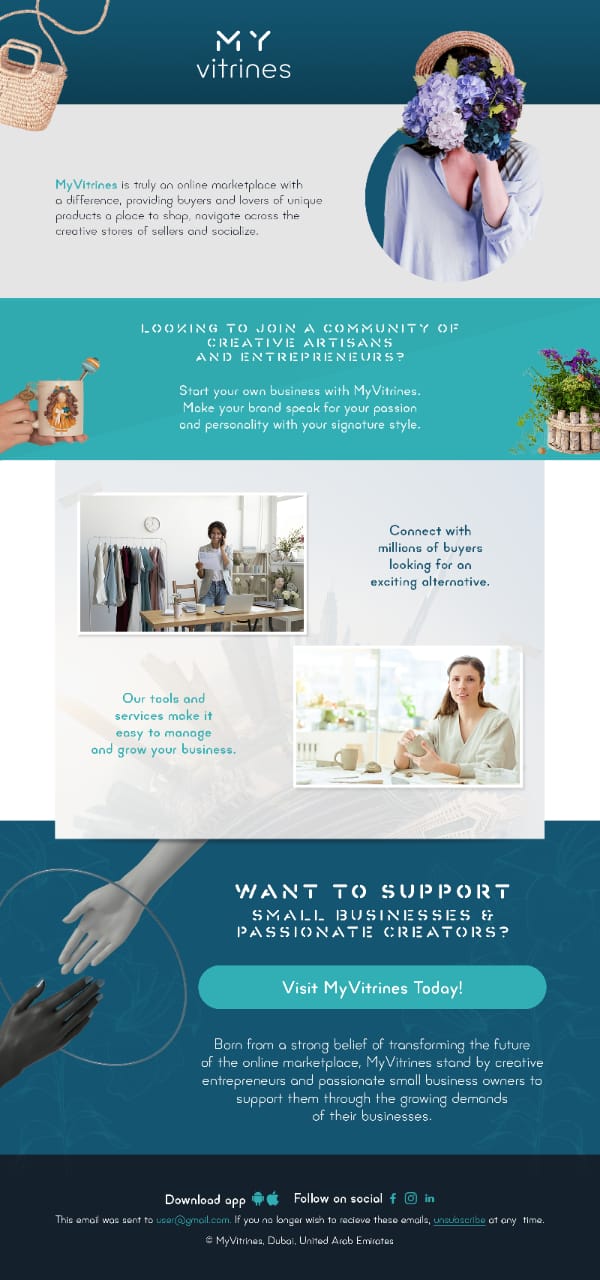 MY
vitrines
MyVitrines is truly an online marketplace with
a difference, providing buyers and lovers of unique
products a place to shop, navigate across the
creative stores of sellers and socialize.
LOOKING TO JOIN A COMMUNITY OF
CREATIVE ARTISANS
AND ENTREPRENEURS?
Start your own business with MyVitrines.
Make your brand speak for your passion
and personality with your signature style.
Connect with
millions of buyers
looking for an
exciting alternative.
Our tools and
services make it
easy to manage
and grow your business.
WANT TO SUPPORT
SMALL BUSINESSES &
PASSIONATE CREATORS?
Visit MyVitrines Today!
Born from a strong belief of transforming the future
of the online marketplace, MyVitrines stand by creative
entrepreneurs and passionate small business owners to
support them through the growing demands
of their businesses.
Download app Follow on social
This email was sent to user@gmail.com. If you no longer wish to recieve these emails, unsubscribe at any time.
© MyVitrines, Dubai, United Arab Emirates